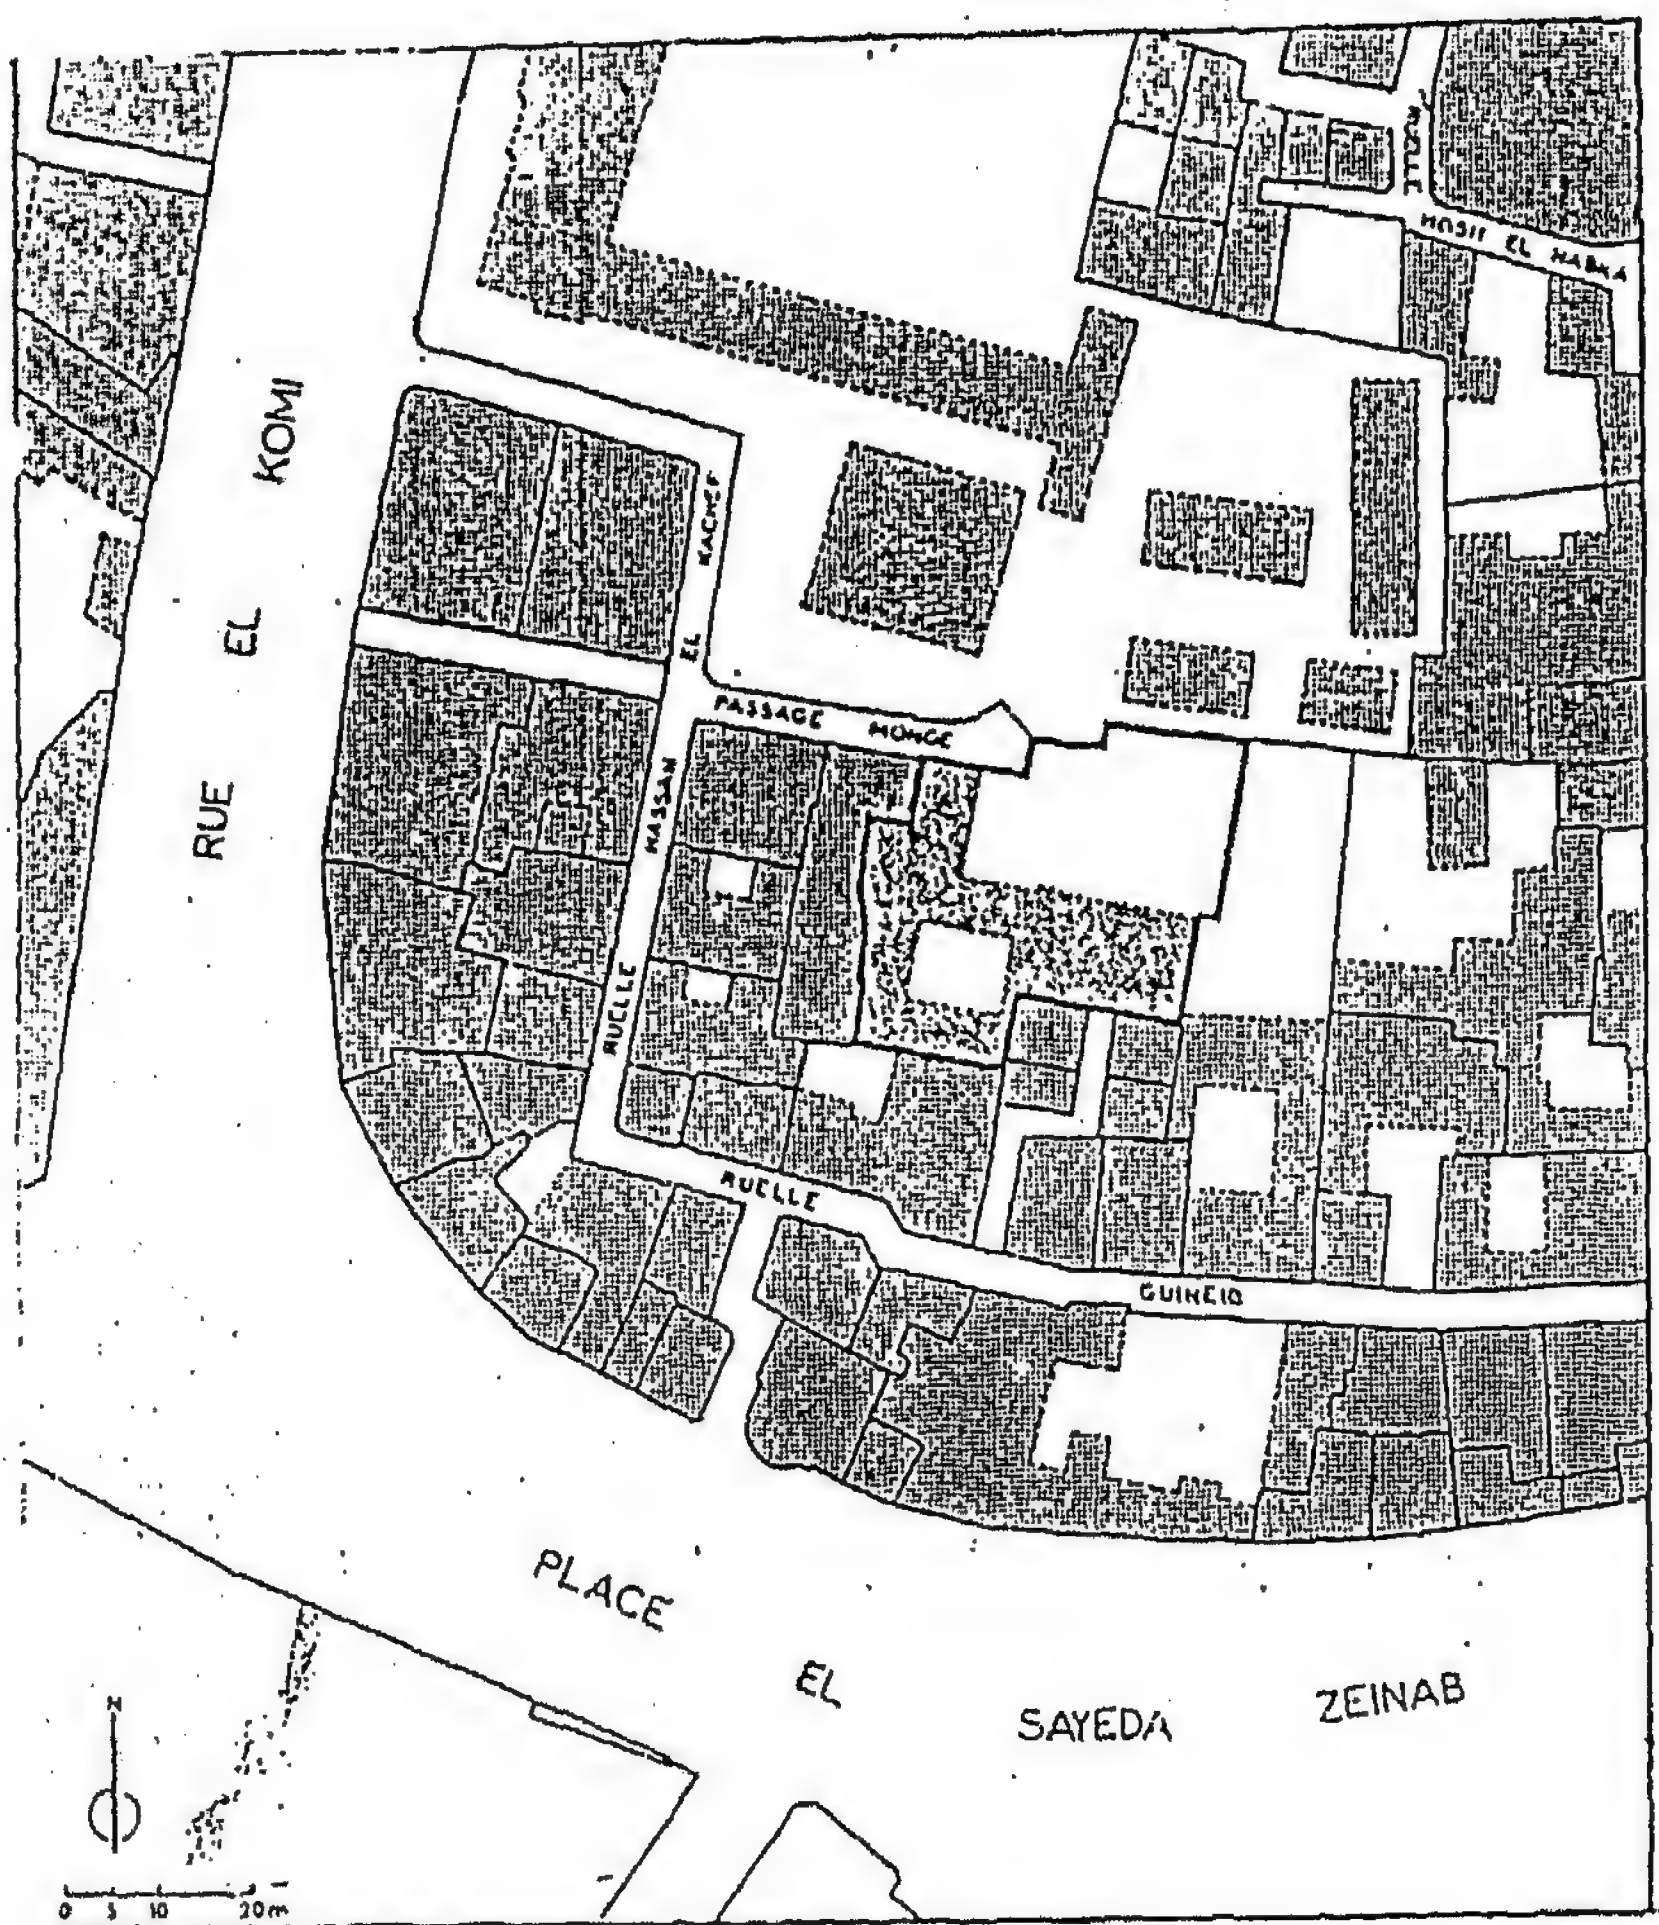 RUELLE
HOSH EL HABKA
RUE EL KOMI
RUELLE HASSAN EL KACHEF
PASSAGE MONGE
RUELLE GUINEID
PLACE EL SAYEDA ZEINAB
N
0 5 10 20m